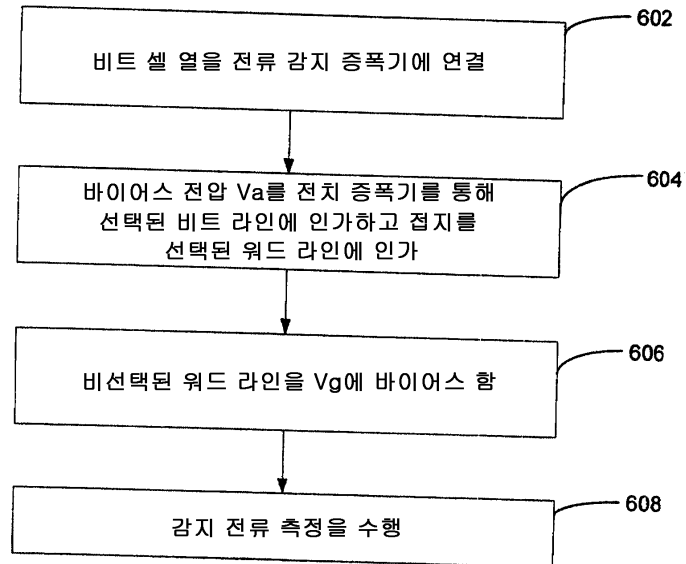 602
비트 셀 열을 전류 감지 증폭기에 연결
604
바이어스 전압 Va를 전치 증폭기를 통해
선택된 비트 라인에 인가하고 접지를
선택된 워드 라인에 인가
606
비선택된 워드 라인을 Vg에 바이어스 함
608
감지 전류 측정을 수행